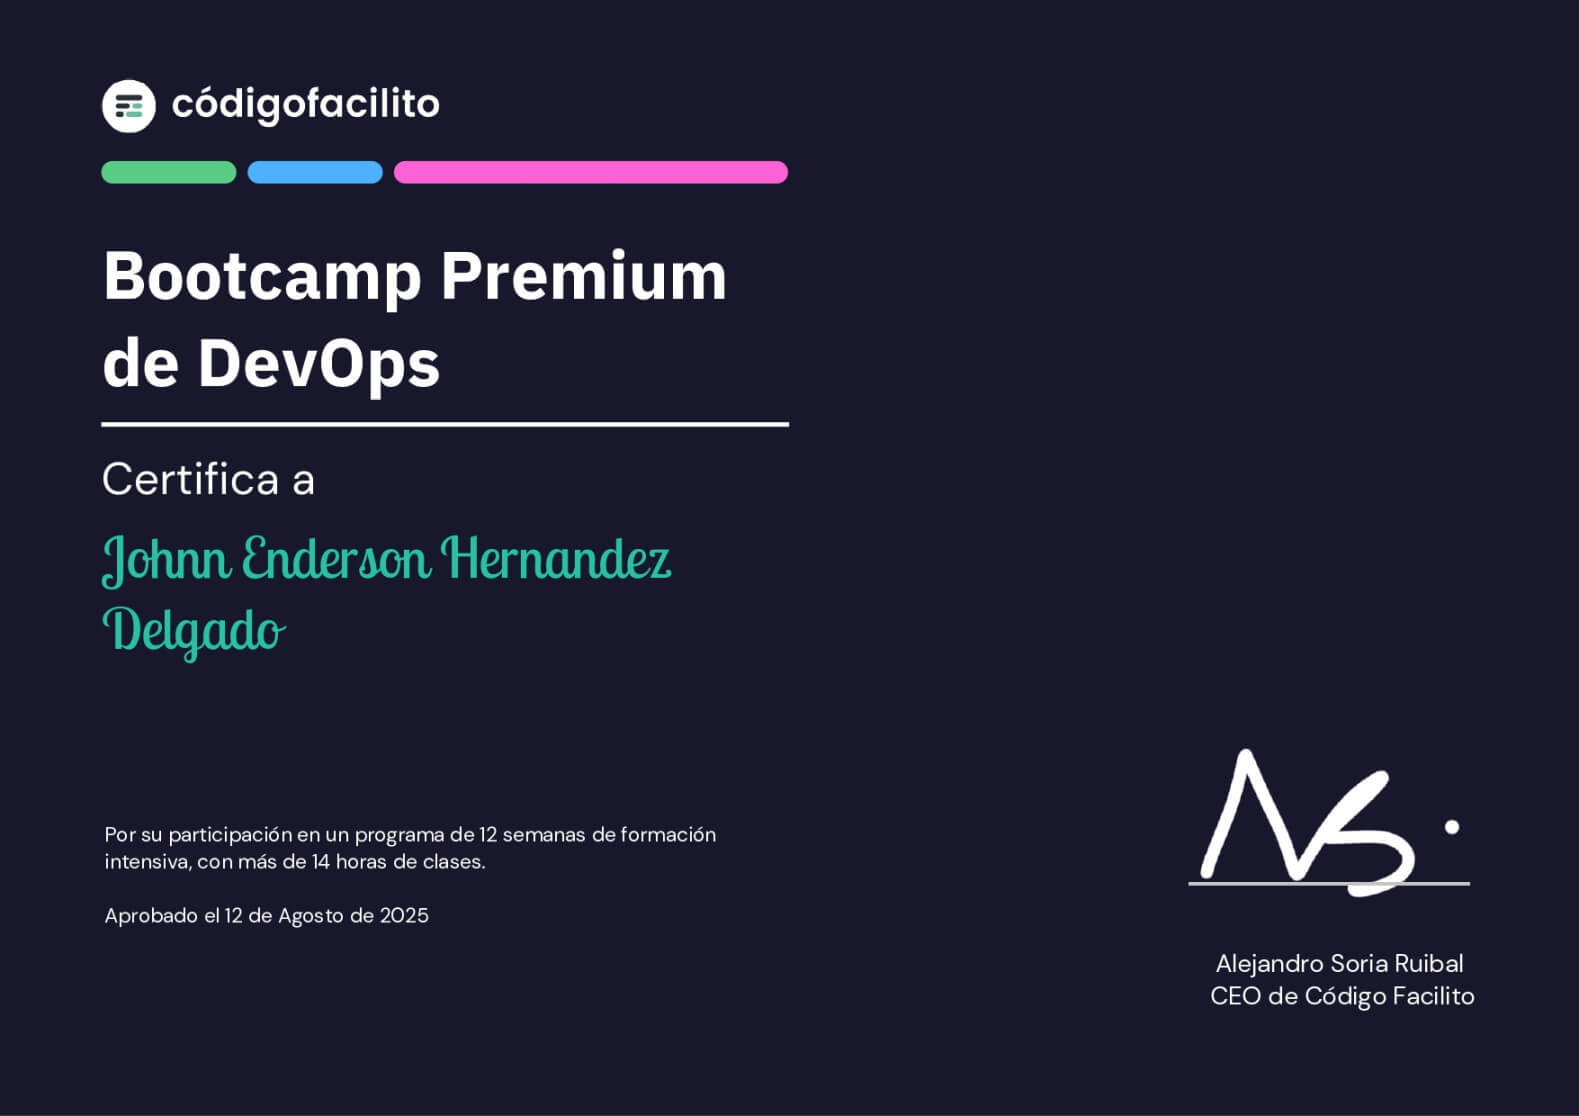 códigofacilito
Bootcamp Premium
de DevOps
Certifica a
Johnn Enderson Hernandez
Delgado
Por su participación en un programa de 12 semanas de formación
intensiva, con más de 14 horas de clases.
Aprobado el 12 de Agosto de 2025
Alejandro Soria Ruibal
CEO de Código Facilito